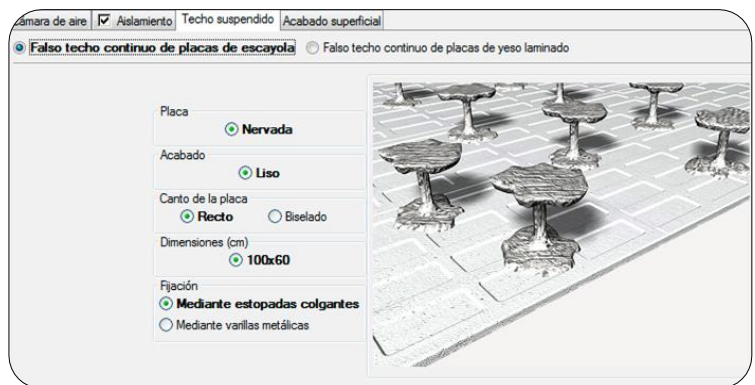 Cámara de aire Aislamiento Techo suspendido Acabado superficial
Falso techo continuo de placas de escayola Falso techo continuo de placas de yeso laminado
Placa
Nervada
Acabado
Liso
Canto de la placa
Recto Biselado
Dimensiones (cm)
100x60
Fijación
Mediante estopadas colgantes
Mediante varillas metálicas